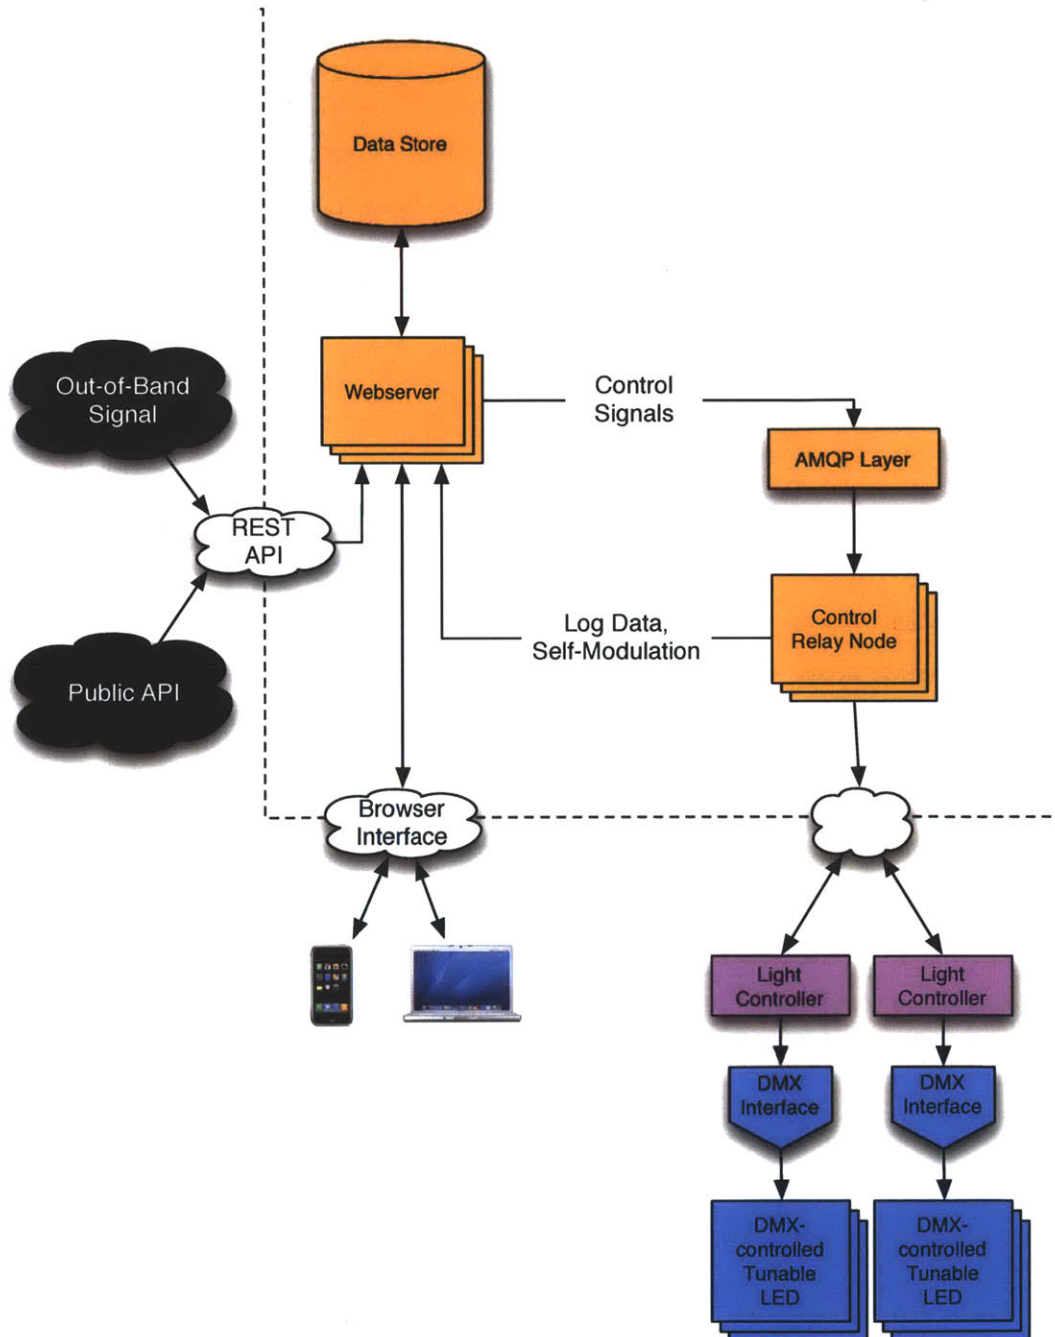 Data Store
Out-of-Band
Signal
Webserver
Control
Signals
AMQP Layer
REST
API
Control
Relay Node
Log Data,
Self-Modulation
Public API
Browser
Interface
Light
Controller
Light
Controller
DMX
Interface
DMX
Interface
DMX-
controlled
Tunable
LED
DMX-
controlled
Tunable
LED